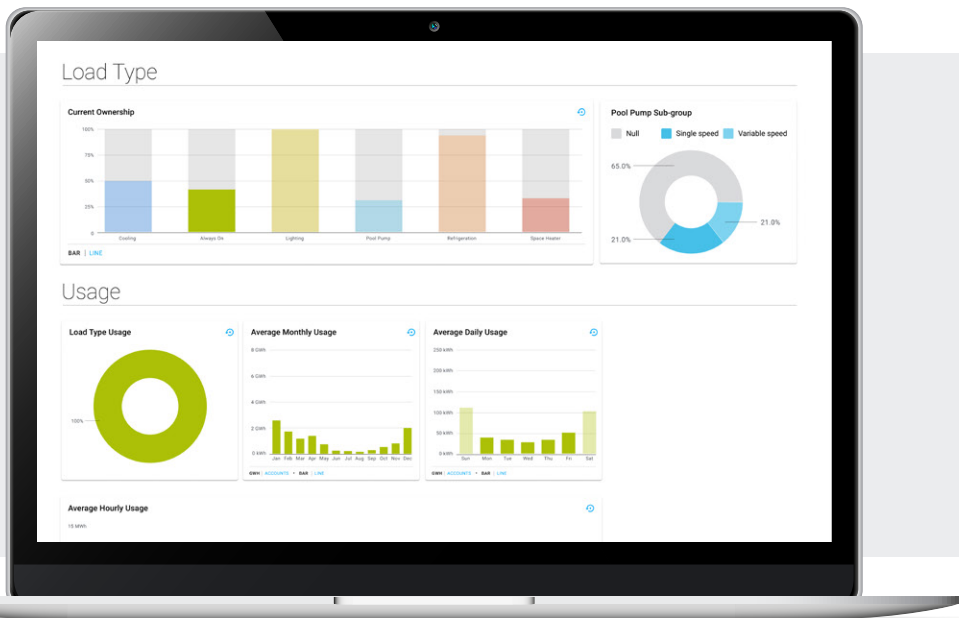 Load Type
Current Ownership
100%
75%
50%
25%
0
Cooling Always On Lighting Pool Pump Refrigeration Space Heater
BAR | LINE
Pool Pump Sub-group
Null Single speed Variable speed
65.0%
21.0%
21.0%
Usage
Load Type Usage
100%
Average Monthly Usage
8 GWh
6 GWh
4 GWh
2 GWh
0 kWh
Jan Feb Mar Apr May Jun Jul Aug Sep Oct Nov Dec
GWH | ACCOUNTS • BAR | LINE
Average Daily Usage
250 kWh
200 kWh
150 kWh
100 kWh
50 kWh
0 kWh
Sun Mon Tue Wed Thu Fri Sat
GWH | ACCOUNTS • BAR | LINE
Average Hourly Usage
15 MWh